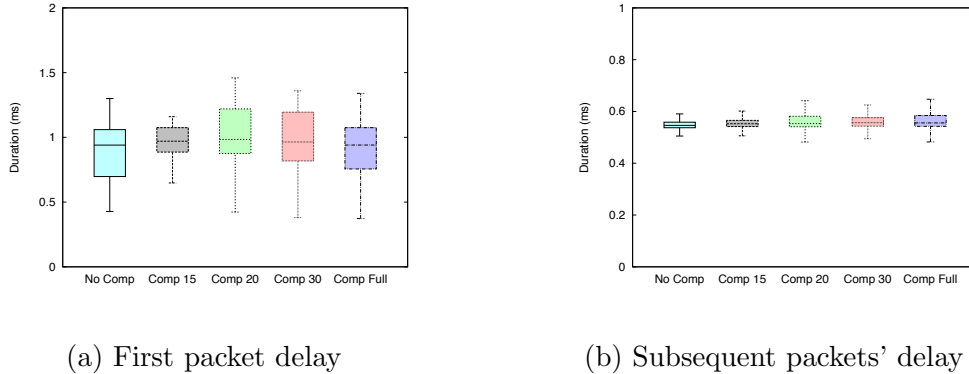 2
1.5
1
0.5
0
Duration (ms)
No Comp Comp 15 Comp 20 Comp 30 Comp Full
(a) First packet delay
1
0.8
0.6
0.4
0.2
0
Duration (ms)
No Comp Comp 15 Comp 20 Comp 30 Comp Full
(b) Subsequent packets' delay